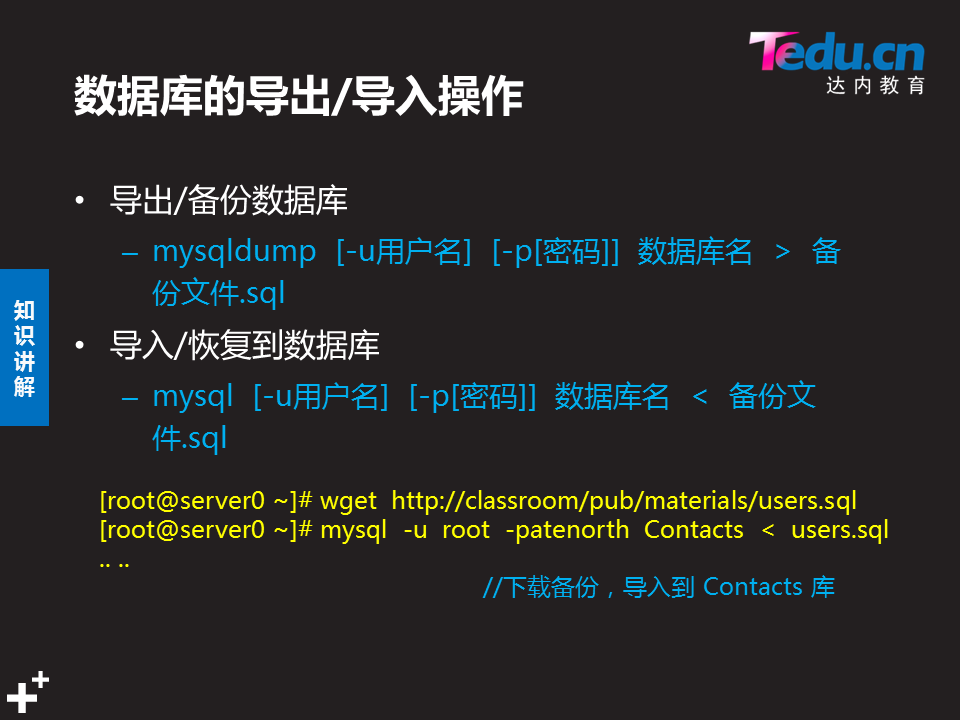 Tedu.cn
达内教育
数据库的导出/导入操作
• 导出/备份数据库
– mysqldump [-u用户名] [-p[密码]] 数据库名 > 备
份文件.sql
知识讲解
• 导入/恢复到数据库
– mysql [-u用户名] [-p[密码]] 数据库名 < 备份文
件.sql
[root@server0 ~]# wget http://classroom/pub/materials/users.sql
[root@server0 ~]# mysql -u root -patenorth Contacts < users.sql
.. ..
//下载备份，导入到 Contacts 库